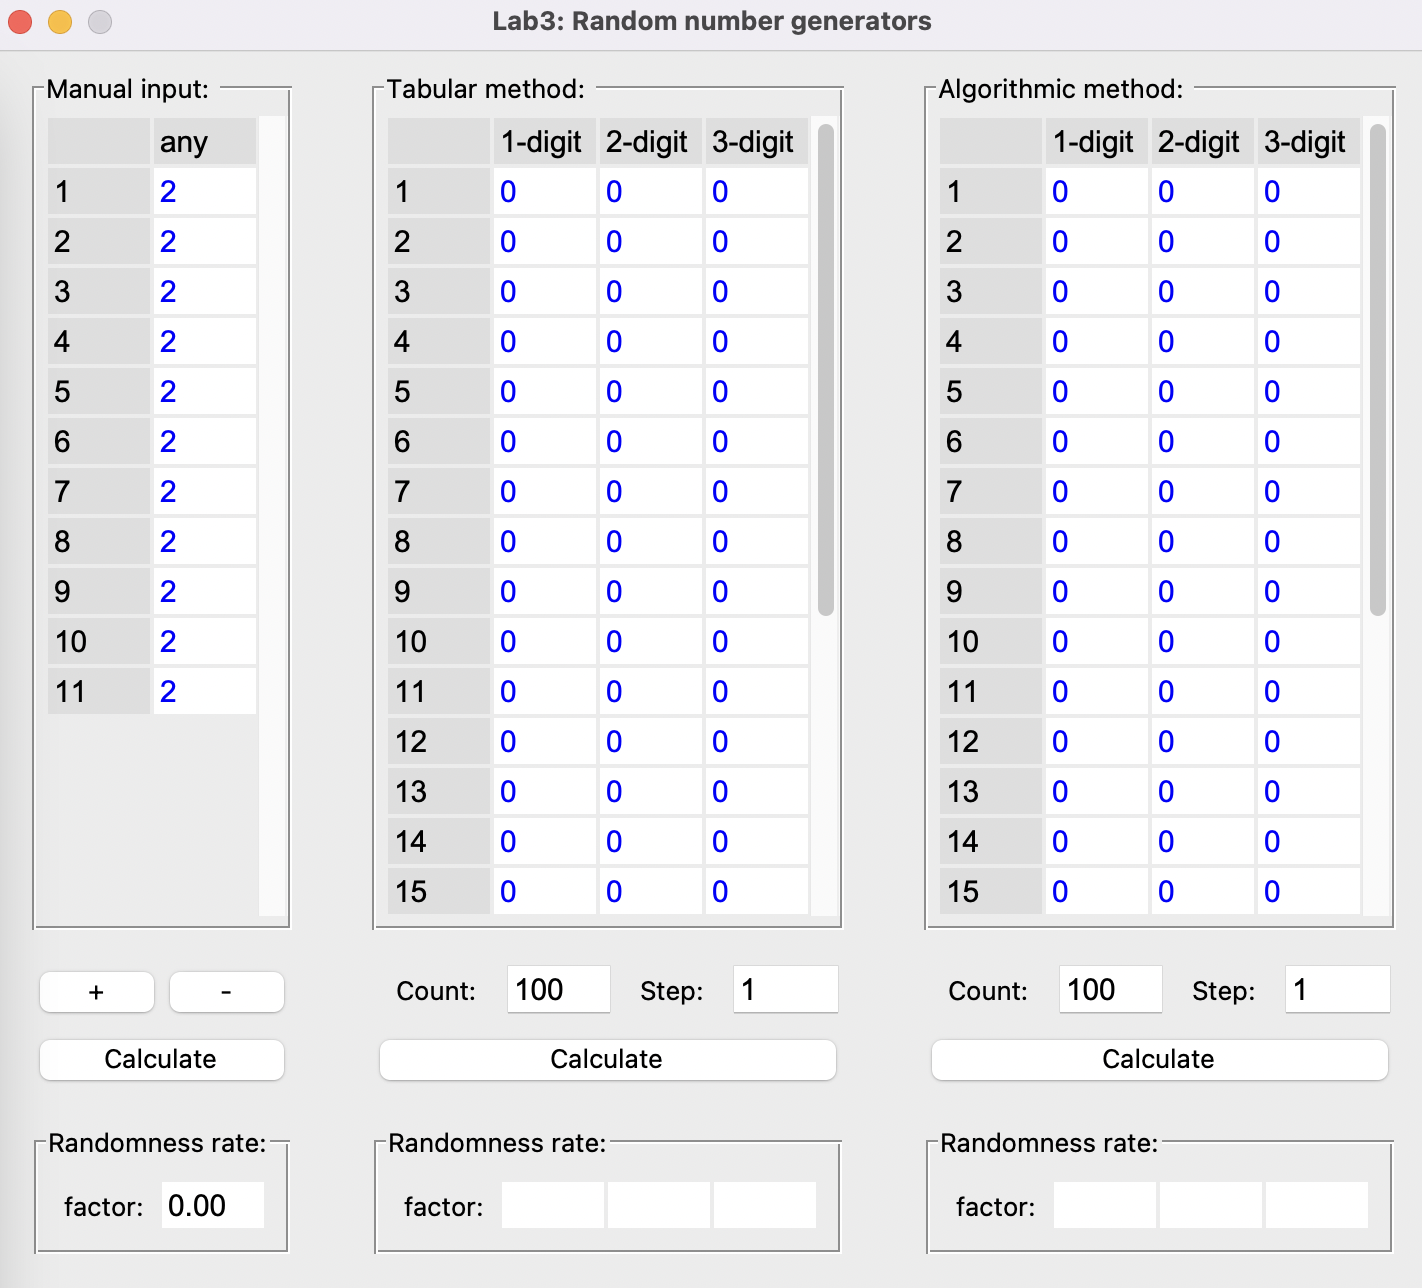 Lab3: Random number generators
Manual input: Tabular method: Algorithmic method:
any 1-digit 2-digit 3-digit 1-digit 2-digit 3-digit
1 2 1 0 0 0 1 0 0 0
2 2 2 0 0 0 2 0 0 0
3 2 3 0 0 0 3 0 0 0
4 2 4 0 0 0 4 0 0 0
5 2 5 0 0 0 5 0 0 0
6 2 6 0 0 0 6 0 0 0
7 2 7 0 0 0 7 0 0 0
8 2 8 0 0 0 8 0 0 0
9 2 9 0 0 0 9 0 0 0
10 2 10 0 0 0 10 0 0 0
11 2 11 0 0 0 11 0 0 0
12 0 0 0 12 0 0 0
13 0 0 0 13 0 0 0
14 0 0 0 14 0 0 0
15 0 0 0 15 0 0 0
+ - Count: 100 Step: 1 Count: 100 Step: 1
Calculate Calculate Calculate
Randomness rate: Randomness rate: Randomness rate:
factor: 0.00 factor: factor: